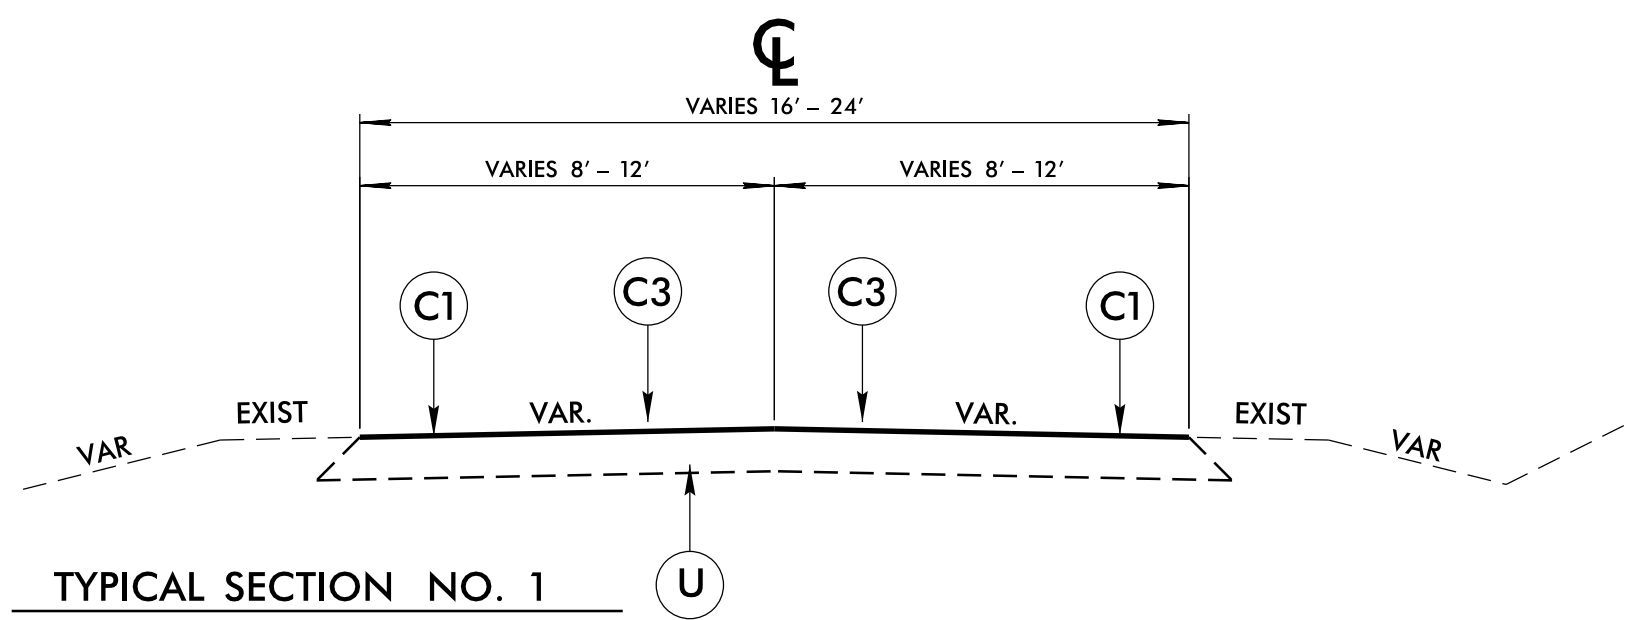 ℄
VARIES 16' – 24'
VARIES 8' – 12' VARIES 8' – 12'
C1 C3 C3 C1
EXIST VAR. VAR. EXIST
VAR VAR
TYPICAL SECTION NO. 1 U